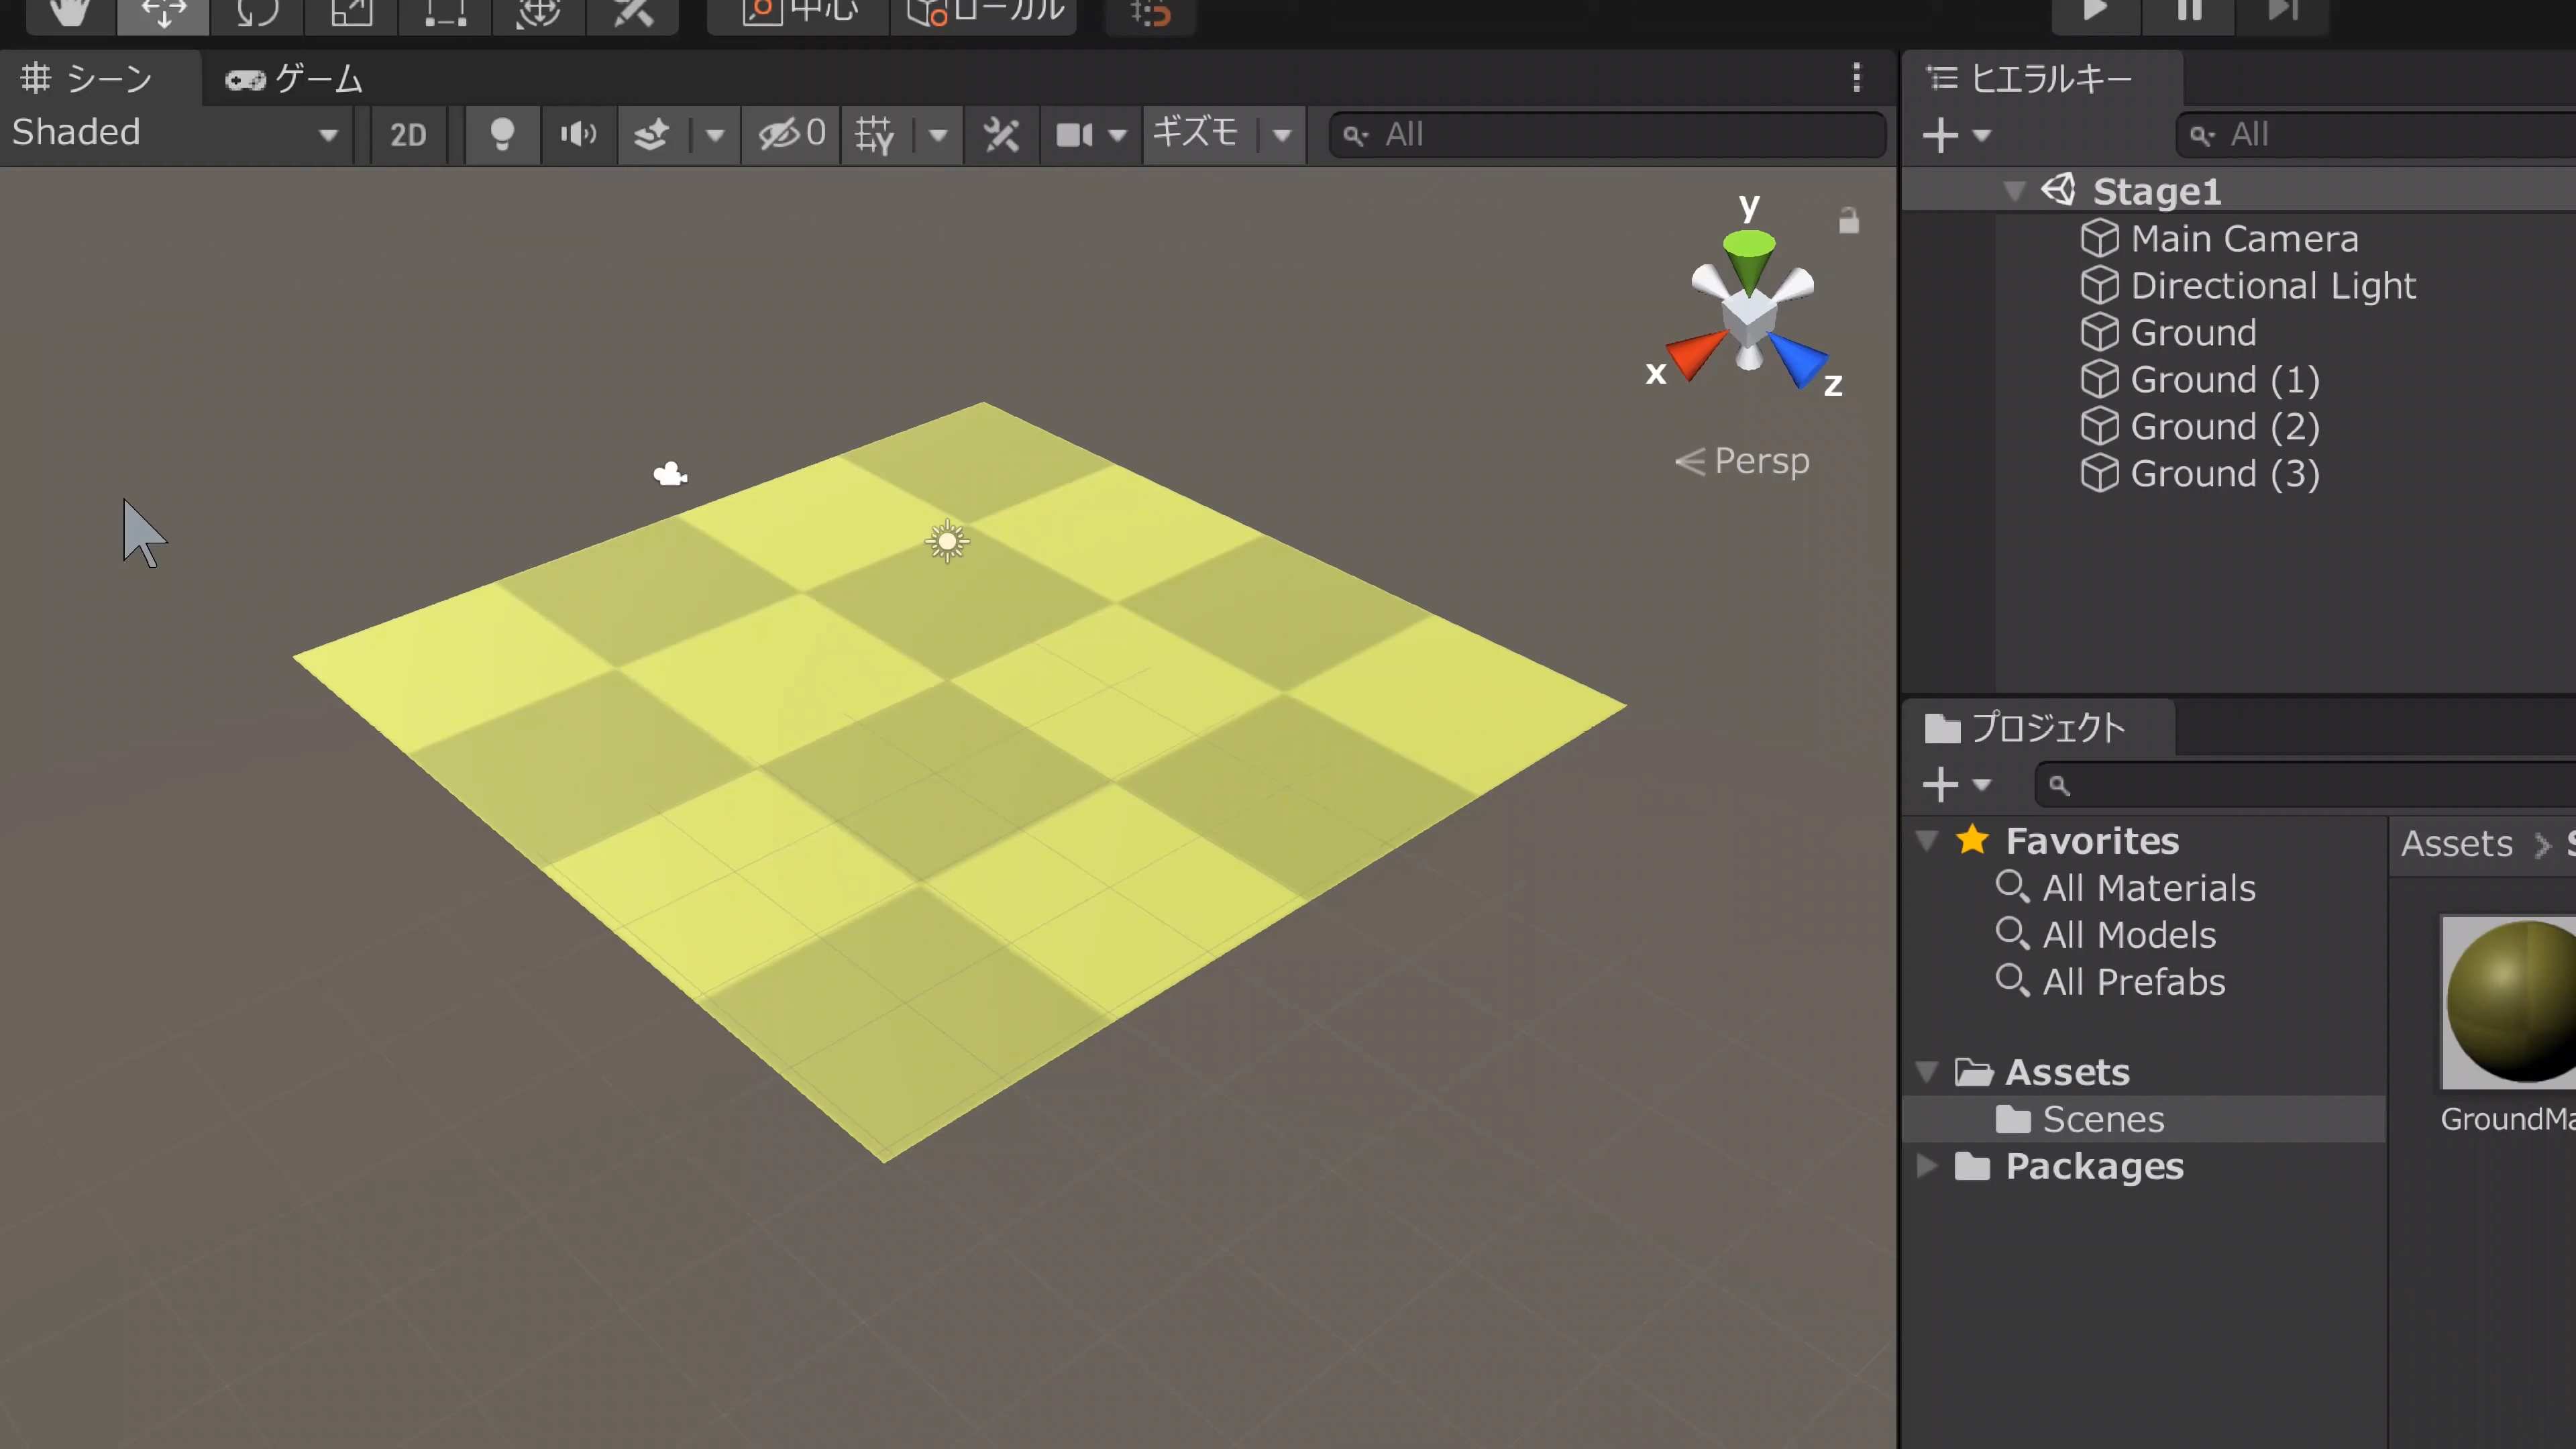 中心
ローカル
シーン
ゲーム
ヒエラルキー
Shaded
2D
0
ギズモ
All
All
Stage1
Main Camera
Directional Light
Ground
Ground (1)
Ground (2)
Ground (3)
y
x
z
Persp
プロジェクト
Favorites
All Materials
All Models
All Prefabs
Assets
Scenes
Packages
Assets
GroundMa